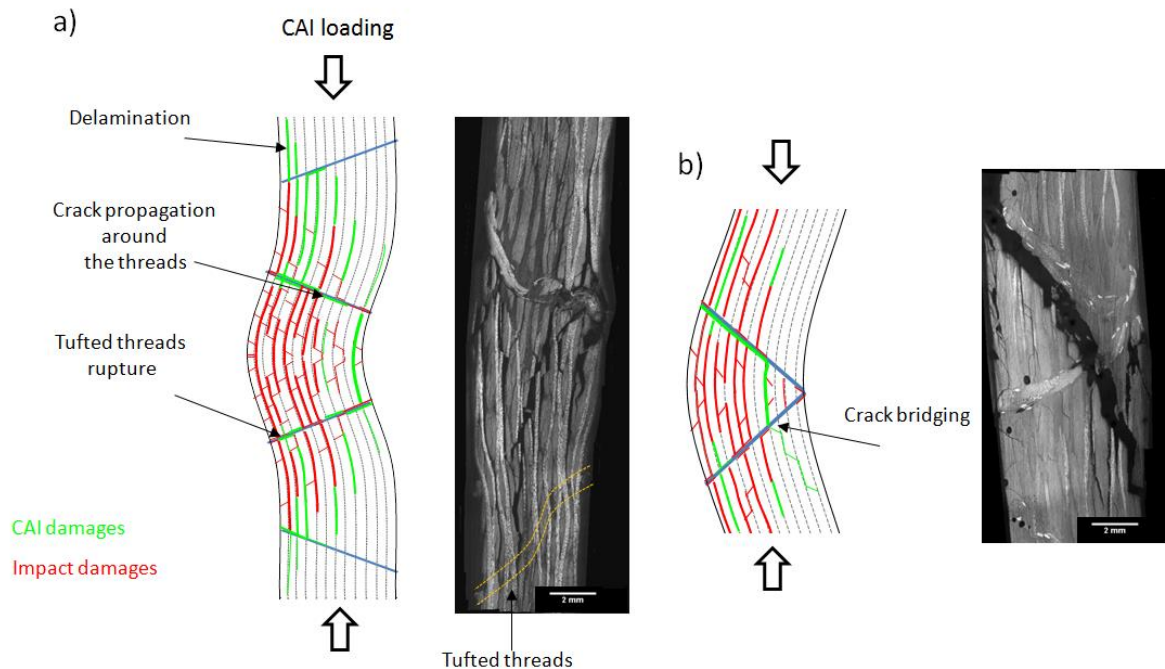 a)
CAI loading
Delamination
Crack propagation
around
the threads
Tufted threads
rupture
CAI damages
Impact damages
2 mm
Tufted threads
b)
Crack bridging
2 mm